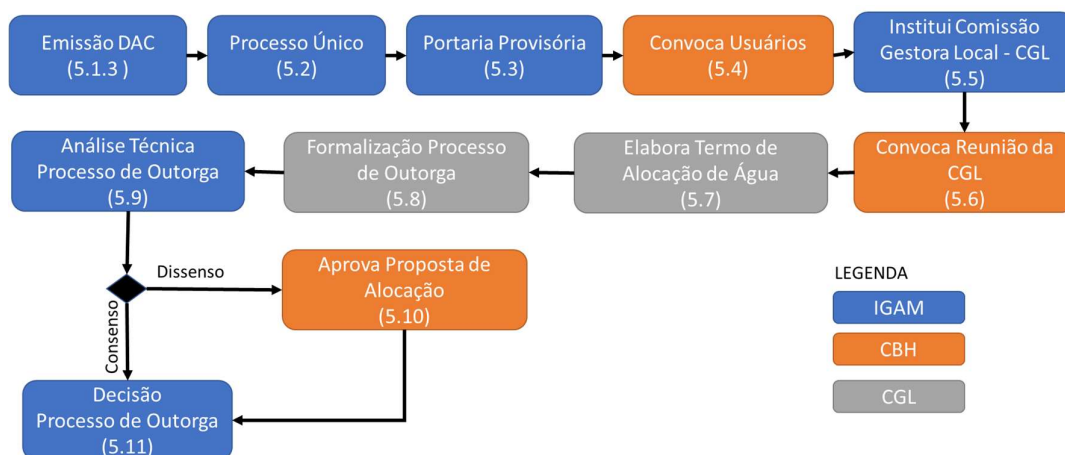 Emissão DAC
(5.1.3 )
Processo Único
(5.2)
Portaria Provisória
(5.3)
Convoca Usuários
(5.4)
Institui Comissão
Gestora Local - CGL
(5.5)
Análise Técnica
Processo de Outorga
(5.9)
Formalização Processo
de Outorga
(5.8)
Elabora Termo de
Alocação de Água
(5.7)
Convoca Reunião da
CGL
(5.6)
Dissenso
Consenso
Aprova Proposta de
Alocação
(5.10)
Decisão
Processo de Outorga
(5.11)
LEGENDA
IGAM
CBH
CGL